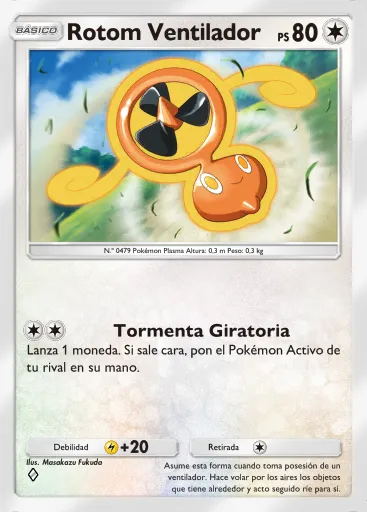 BÁSICO Rotom Ventilador PS 80
N.º 0479 Pokémon Plasma Altura: 0,3 m Peso: 0,3 kg
Tormenta Giratoria
Lanza 1 moneda. Si sale cara, pon el Pokémon Activo de
tu rival en su mano.
Debilidad +20 Retirada
Ilus. Masakazu Fukuda
Asume esta forma cuando toma posesión de un
ventilador. Hace volar por los aires los objetos
que tiene alrededor y acto seguido ríe para sí.